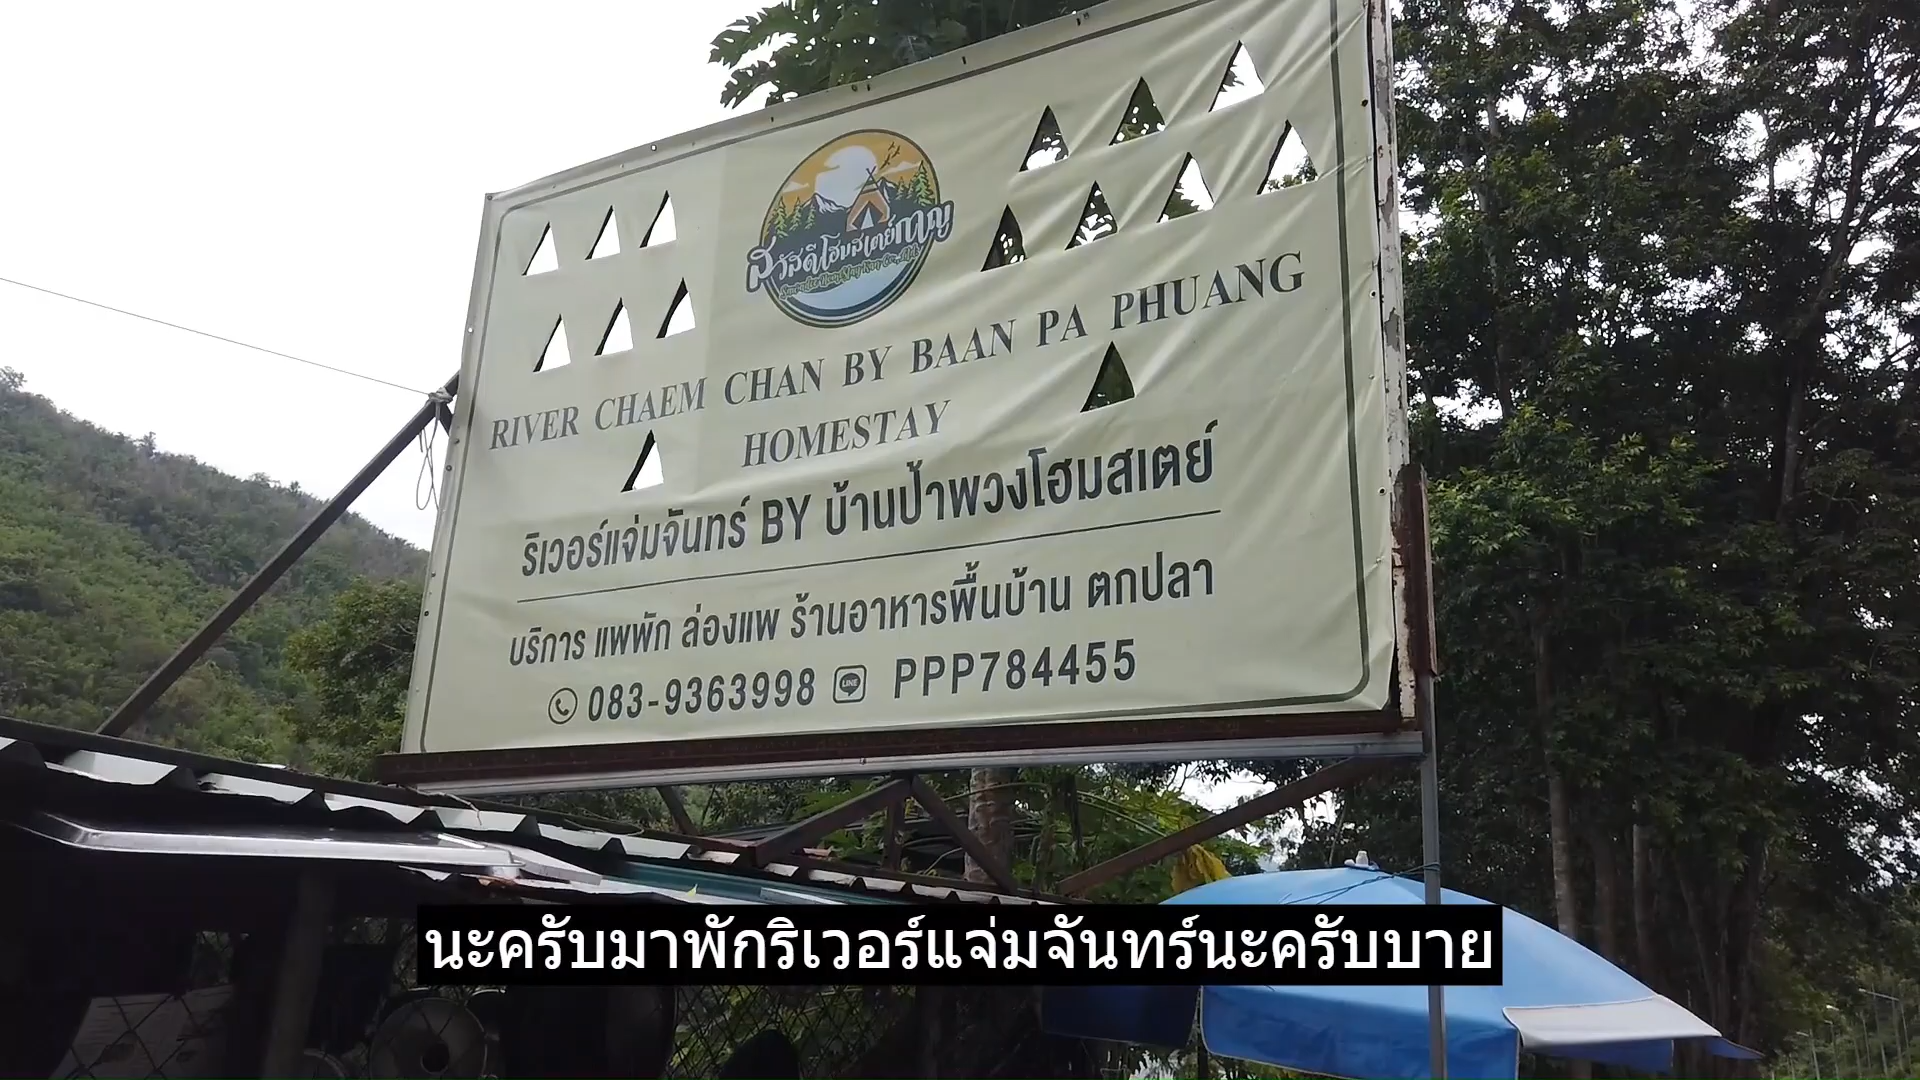 สวัสดีโฮมสเตย์กาญ
RIVER CHAEM CHAN BY BAAN PA PHUANG
HOMESTAY
ริเวอร์แจ่มจันทร์ BY บ้านป้าพวงโฮมสเตย์
บริการ แพพัก ล่องแพ ร้านอาหารพื้นบ้าน ตกปลา
083-9363998 LINE PPP784455
นะครับมาพักริเวอร์แจ่มจันทร์นะครับบาย